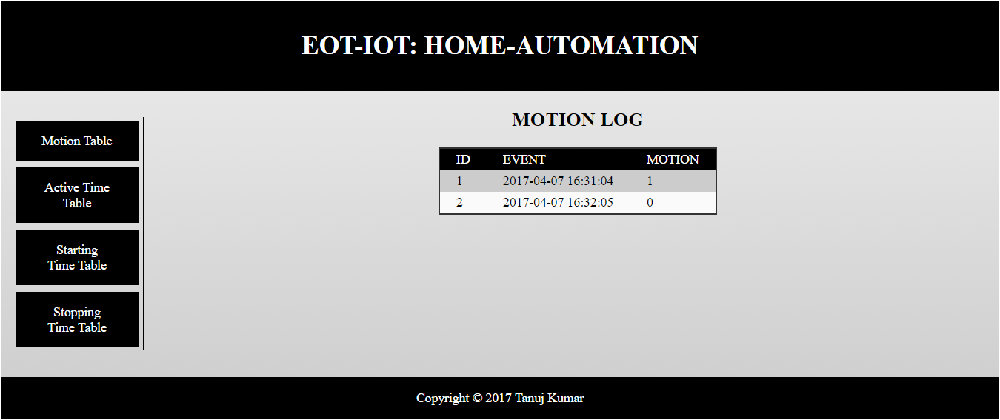 EOT-IOT: HOME-AUTOMATION
Motion Table
Active Time
Table
Starting
Time Table
Stopping
Time Table
MOTION LOG
ID EVENT MOTION
1 2017-04-07 16:31:04 1
2 2017-04-07 16:32:05 0
Copyright © 2017 Tanuj Kumar